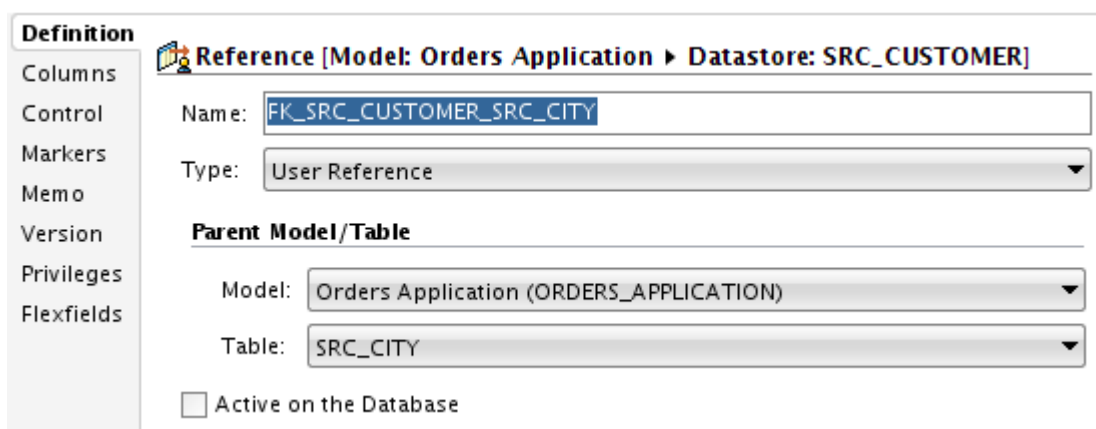 Definition
Columns
Control
Markers
Memo
Version
Privileges
Flexfields
Reference [Model: Orders Application ▸ Datastore: SRC_CUSTOMER]
Name: FK_SRC_CUSTOMER_SRC_CITY
Type: User Reference
Parent Model/Table
Model: Orders Application (ORDERS_APPLICATION)
Table: SRC_CITY
Active on the Database